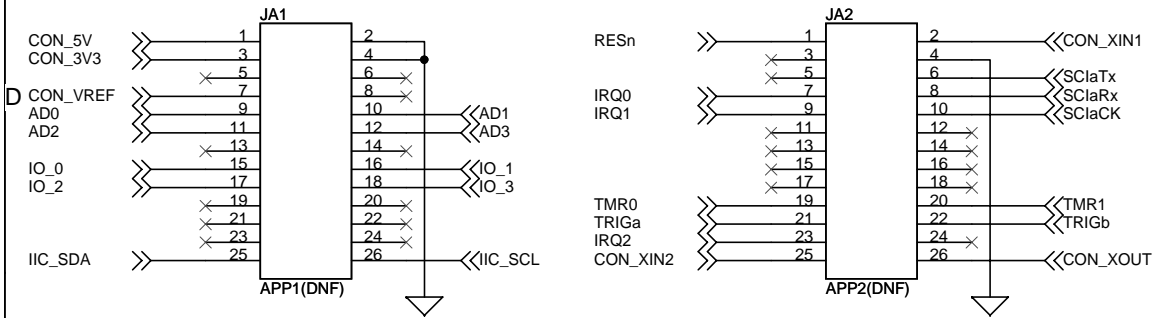 JA1 JA2
CON_5V 1 2 RESn 1 2 CON_XIN1
CON_3V3 3 4 3 4
5 6 5 6 SCIaTx
D CON_VREF 7 8 IRQ0 7 8 SCIaRx
AD0 9 10 AD1 IRQ1 9 10 SCIaCK
AD2 11 12 AD3 11 12
13 14 13 14
IO_0 15 16 IO_1 15 16
IO_2 17 18 IO_3 17 18
19 20 TMR0 19 20 TMR1
21 22 TRIGa 21 22 TRIGb
23 24 IRQ2 23 24
IIC_SDA 25 26 IIC_SCL CON_XIN2 25 26 CON_XOUT
APP1(DNF) APP2(DNF)